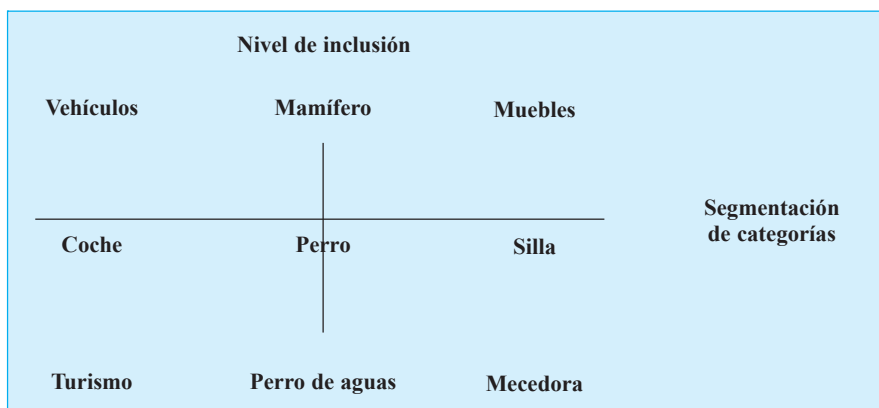 Nivel de inclusión
Vehículos Mamífero Muebles
Segmentación
de categorías
Coche Perro Silla
Turismo Perro de aguas Mecedora